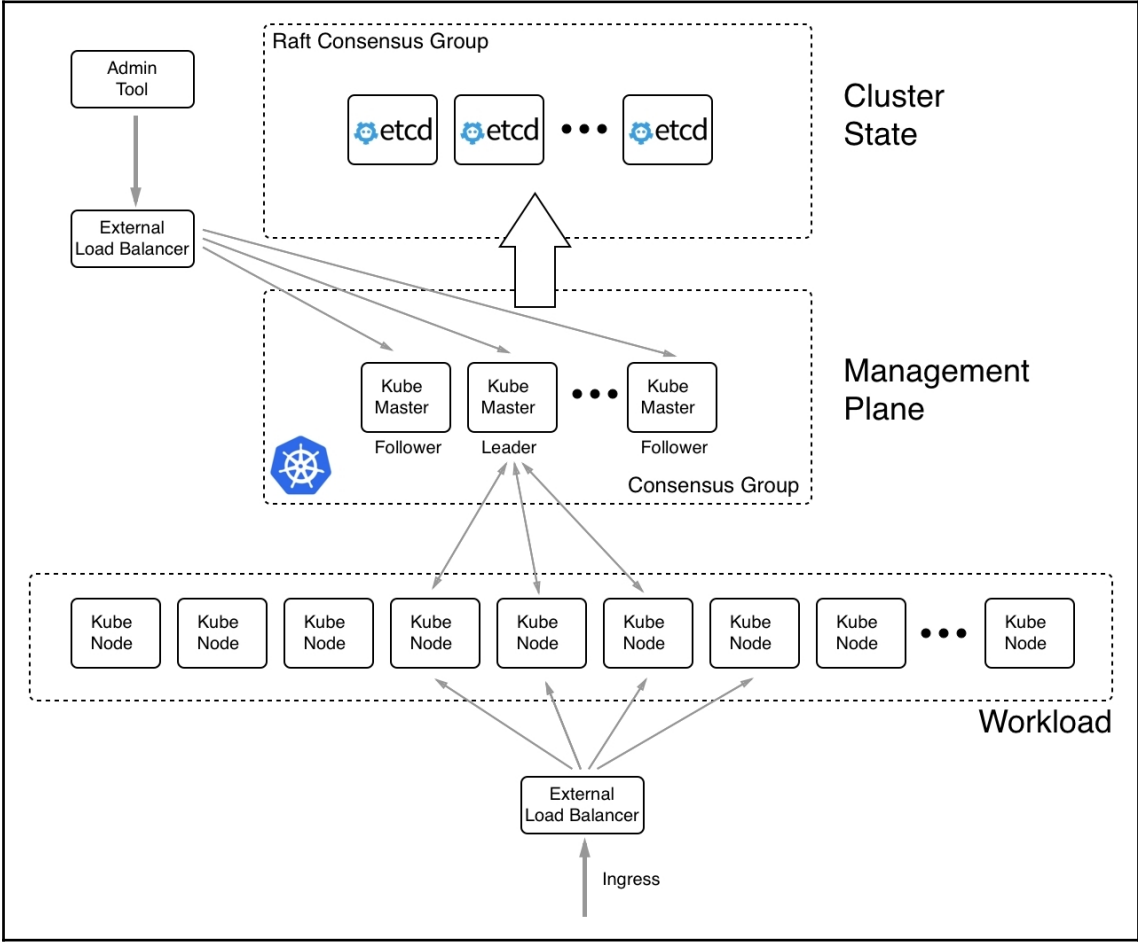 Raft Consensus Group
Admin
Tool
etcd
etcd
etcd
Cluster
State
External
Load Balancer
Kube
Master
Kube
Master
Kube
Master
Follower
Leader
Follower
Consensus Group
Management
Plane
Kube
Node
Kube
Node
Kube
Node
Kube
Node
Kube
Node
Kube
Node
Kube
Node
Kube
Node
Kube
Node
Workload
External
Load Balancer
Ingress